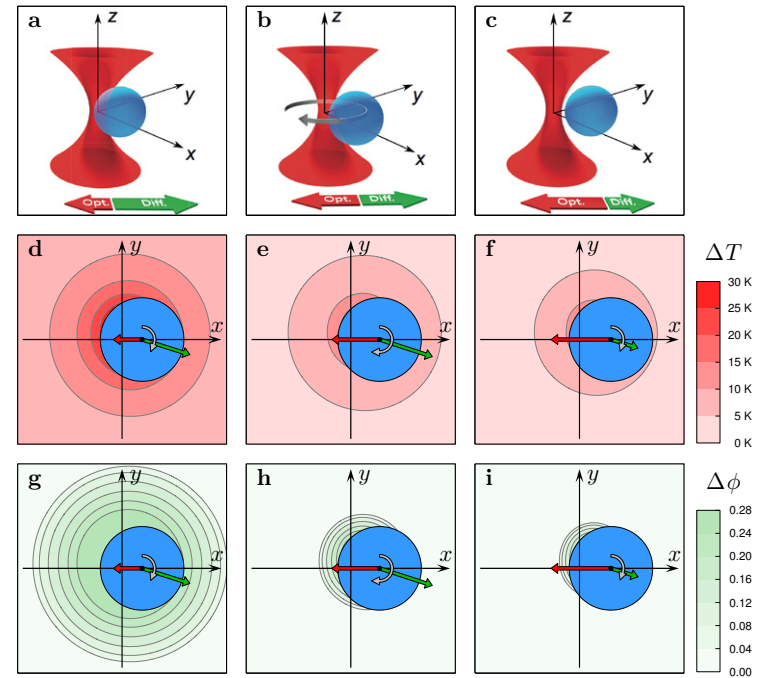 a
z
y
x
Opt. Diff.
b
z
y
x
Opt. Diff.
c
z
y
x
Opt. Diff.
d
y
x
e
y
x
f
y
x
ΔT
30 K
25 K
20 K
15 K
10 K
5 K
0 K
g
y
x
h
y
x
i
y
x
Δϕ
0.28
0.24
0.20
0.16
0.12
0.08
0.04
0.00